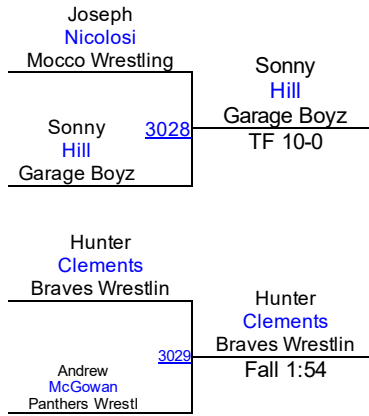 Joseph
Nicolosi
Mocco Wrestling
Sonny
Hill
Garage Boyz
3028
Sonny
Hill
Garage Boyz
TF 10-0
Hunter
Clements
Braves Wrestlin
Andrew
McGowan
Panthers Wrestl
3029
Hunter
Clements
Braves Wrestlin
Fall 1:54